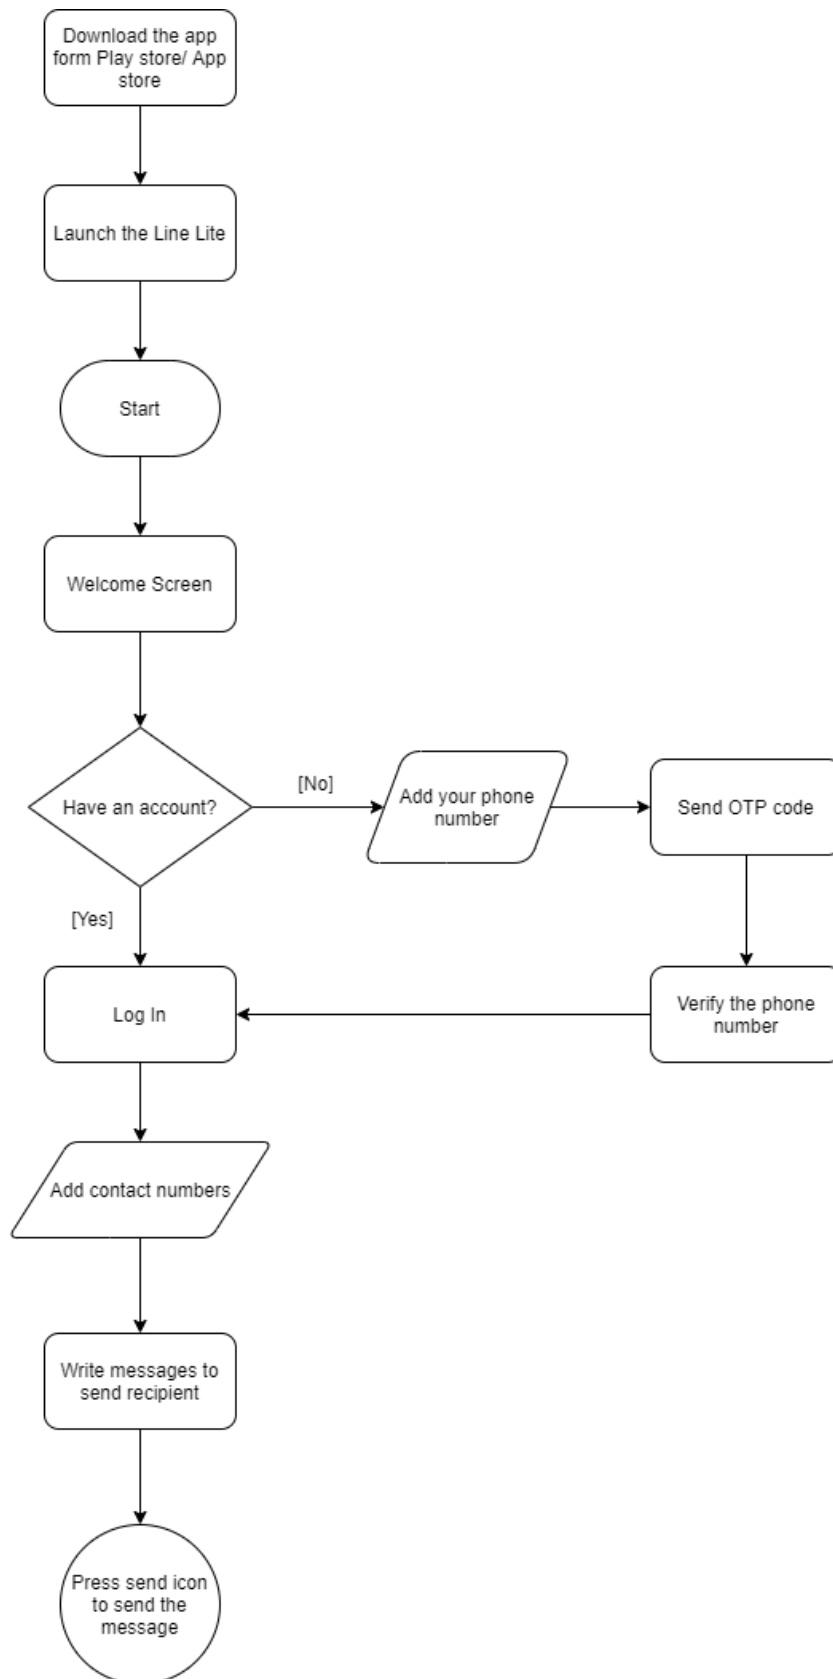 Download the app
form Play store/ App
store
Launch the Line Lite
Start
Welcome Screen
Have an account?
[No]
Add your phone
number
Send OTP code
[Yes]
Log In
Verify the phone
number
Add contact numbers
Write messages to
send recipient
Press send icon
to send the
message